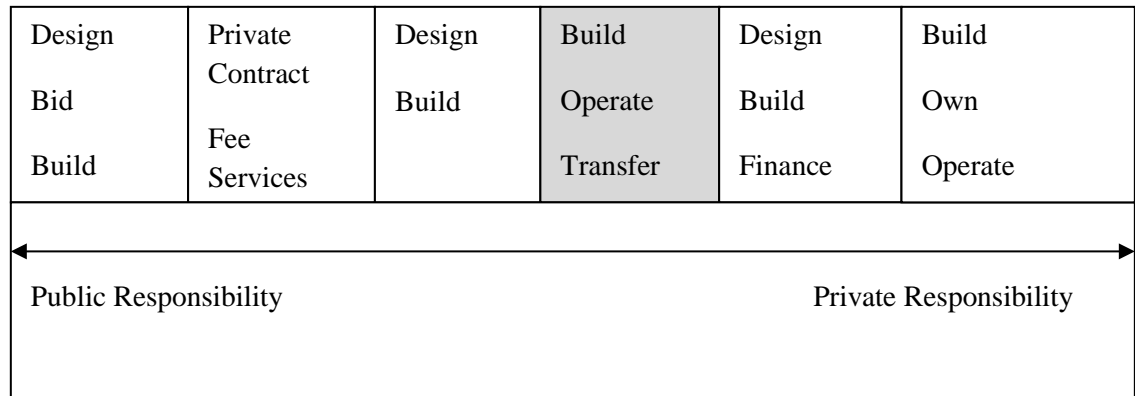 Design
Bid
Build
Private
Contract
Fee
Services
Design
Build
Build
Operate
Transfer
Design
Build
Finance
Build
Own
Operate
Public Responsibility
Private Responsibility